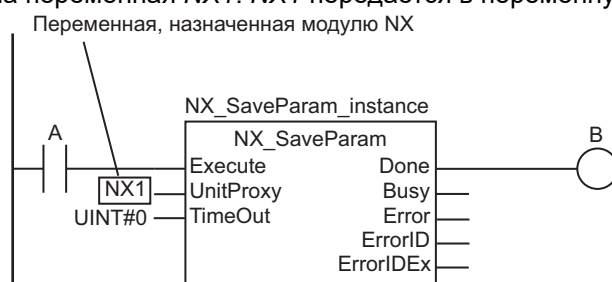 на переменная NX1. NX1 передается в переменну
Переменная, назначенная модулю NX
NX_SaveParam_instance
A
NX_SaveParam
B
Execute
Done
NX1
UnitProxy
Busy
UINT#0
TimeOut
Error
ErrorID
ErrorIDEx